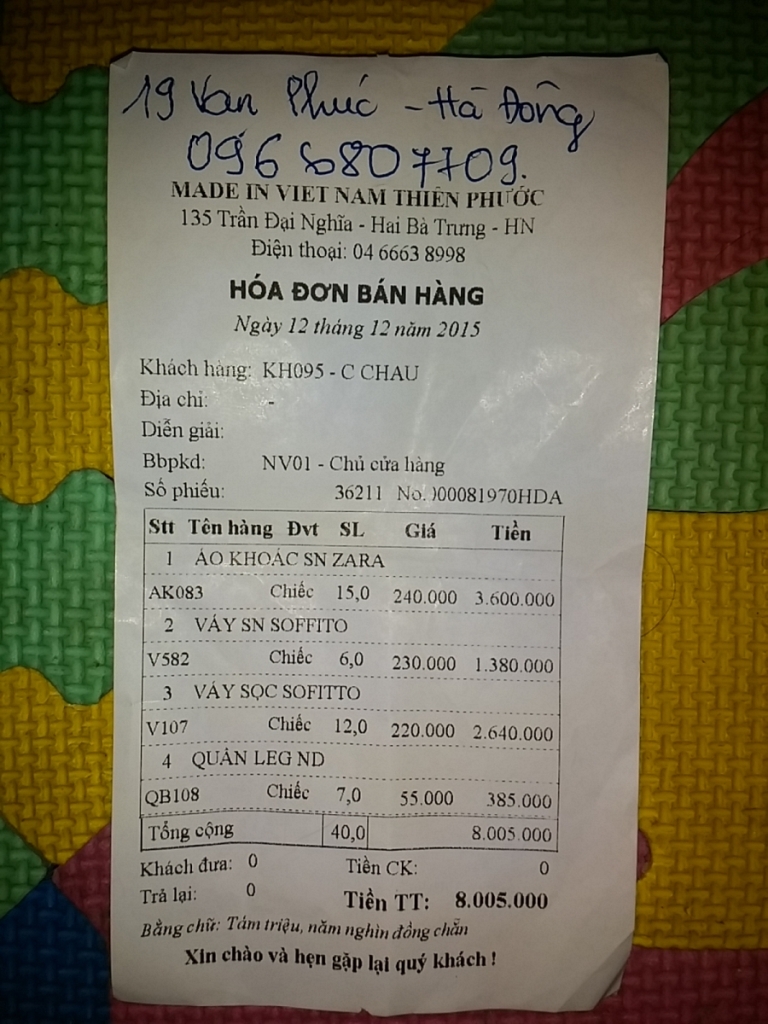 19 Vạn Phúc - Hà Đông
096 6807709.
MADE IN VIET NAM THIÊN PHƯỚC
135 Trần Đại Nghĩa - Hai Bà Trưng - HN
Điện thoại: 04 6663 8998
HÓA ĐƠN BÁN HÀNG
Ngày 12 tháng 12 năm 2015
Khách hàng: KH095 - C CHAU
Địa chỉ: -
Diễn giải:
Bbpkd: NV01 - Chủ cửa hàng
Số phiếu: 36211 No. 000081970HDA
Stt Tên hàng Đvt SL Giá Tiền
1 ÁO KHOÁC SN ZARA
AK083 Chiếc 15,0 240.000 3.600.000
2 VÁY SN SOFFITO
V582 Chiếc 6,0 230.000 1.380.000
3 VÁY SỌC SOFITTO
V107 Chiếc 12,0 220.000 2.640.000
4 QUẦN LEG ND
QB108 Chiếc 7,0 55.000 385.000
Tổng cộng 40,0 8.005.000
Khách đưa: 0 Tiền CK: 0
Trả lại: 0 Tiền TT: 8.005.000
Bằng chữ: Tám triệu, năm nghìn đồng chẵn
Xin chào và hẹn gặp lại quý khách !